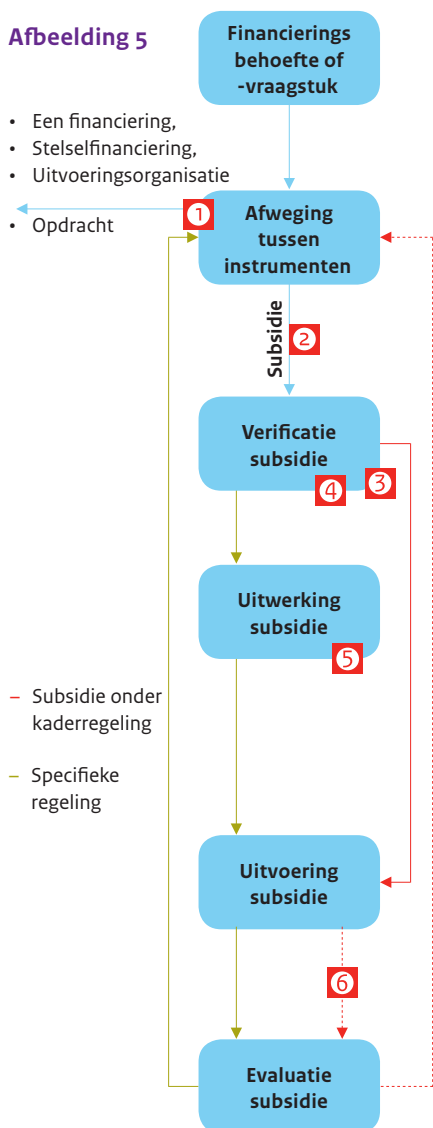 Afbeelding 5
Financierings
behoefte of
-vraagstuk
• Een financiering,
• Stelselfinanciering,
• Uitvoeringsorganisatie
• Opdracht
1
Afweging
tussen
instrumenten
Subsidie
2
Verificatie
subsidie
4
3
Uitwerking
subsidie
5
– Subsidie onder
kaderregeling
– Specifieke
regeling
Uitvoering
subsidie
6
Evaluatie
subsidie